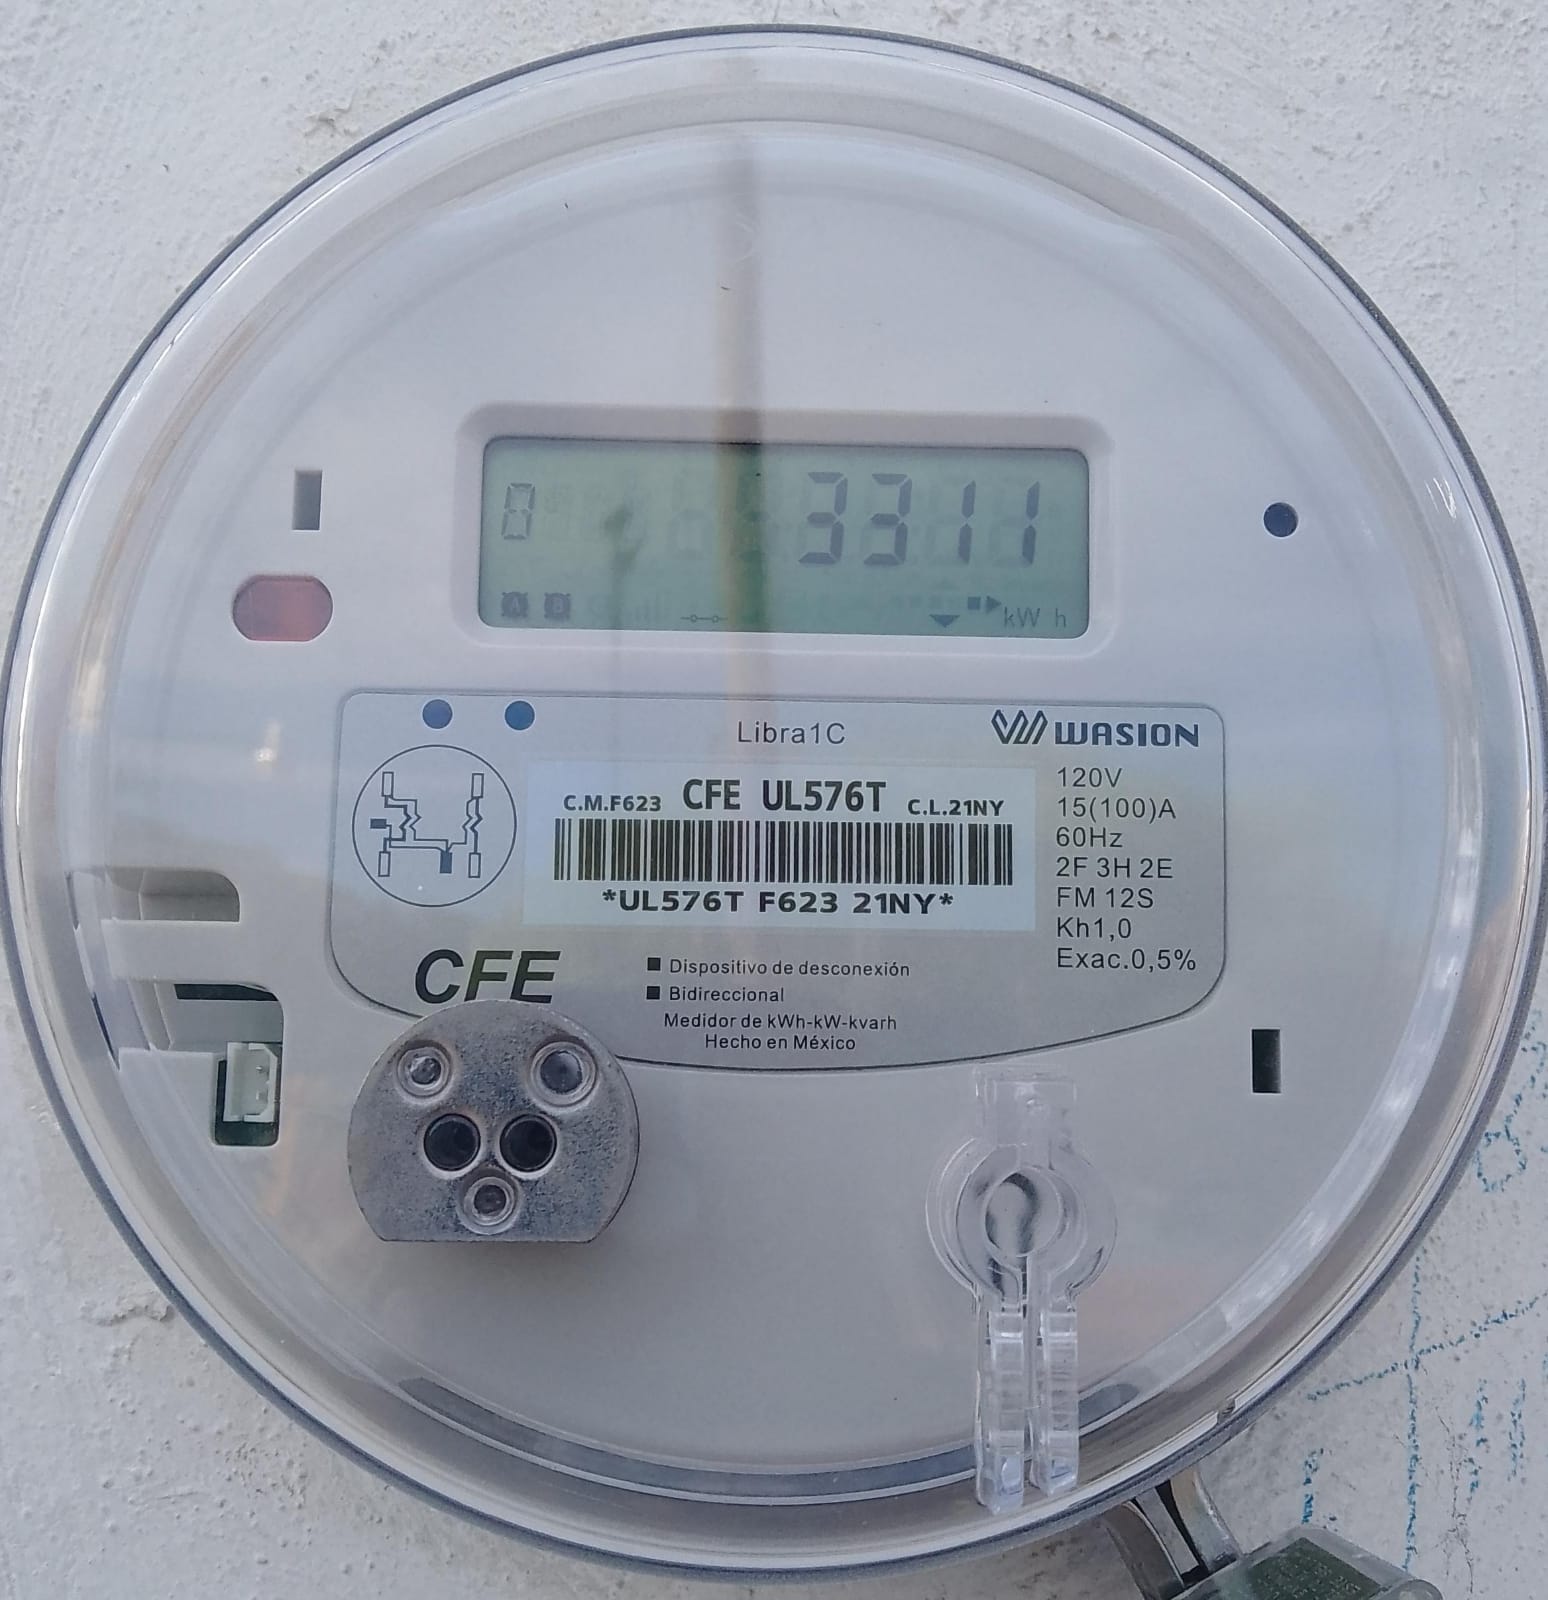 8 3311
A B kW h
Libra1C
WASION
C.M.F623 CFE UL576T C.L.21NY
*UL576T F623 21NY*
120V
15(100)A
60Hz
2F 3H 2E
FM 12S
Kh1,0
Exac.0,5%
CFE
Dispositivo de desconexión
Bidireccional
Medidor de kWh-kW-kvarh
Hecho en México